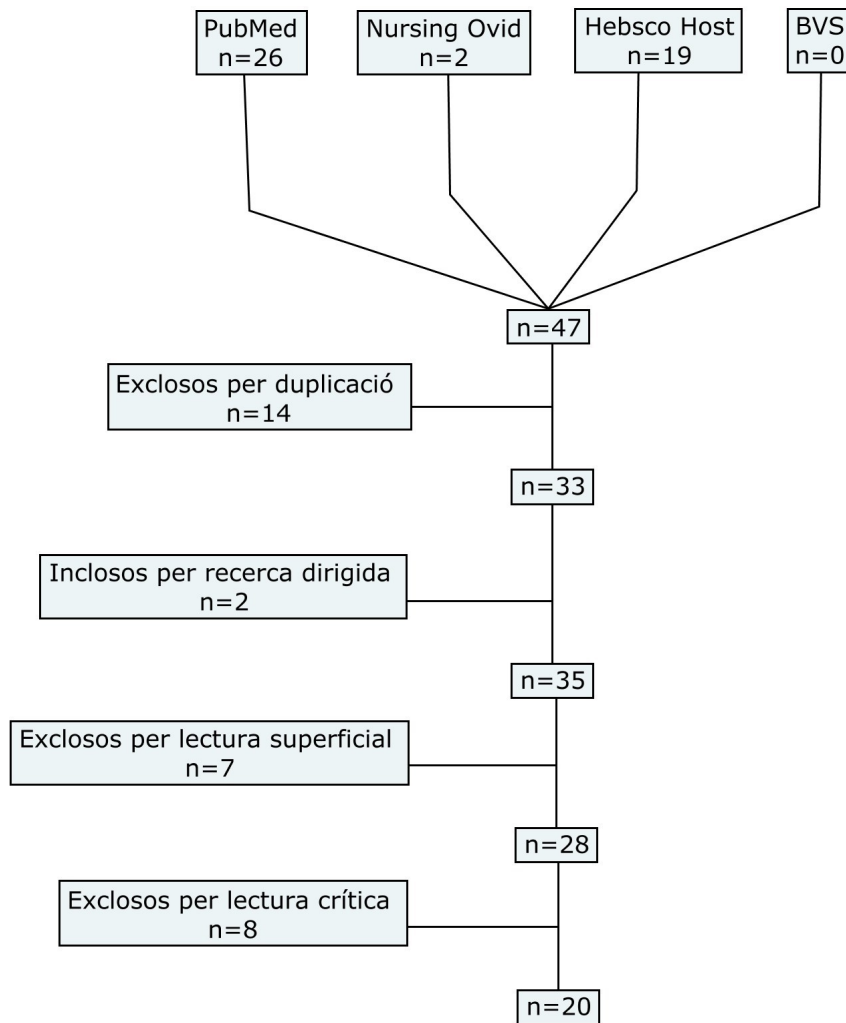 PubMed
n=26
Nursing Ovid
n=2
Hebsco Host
n=19
BVS
n=0
n=47
Exclosos per duplicació
n=14
n=33
Inclosos per recerca dirigida
n=2
n=35
Exclosos per lectura superficial
n=7
n=28
Exclosos per lectura crítica
n=8
n=20